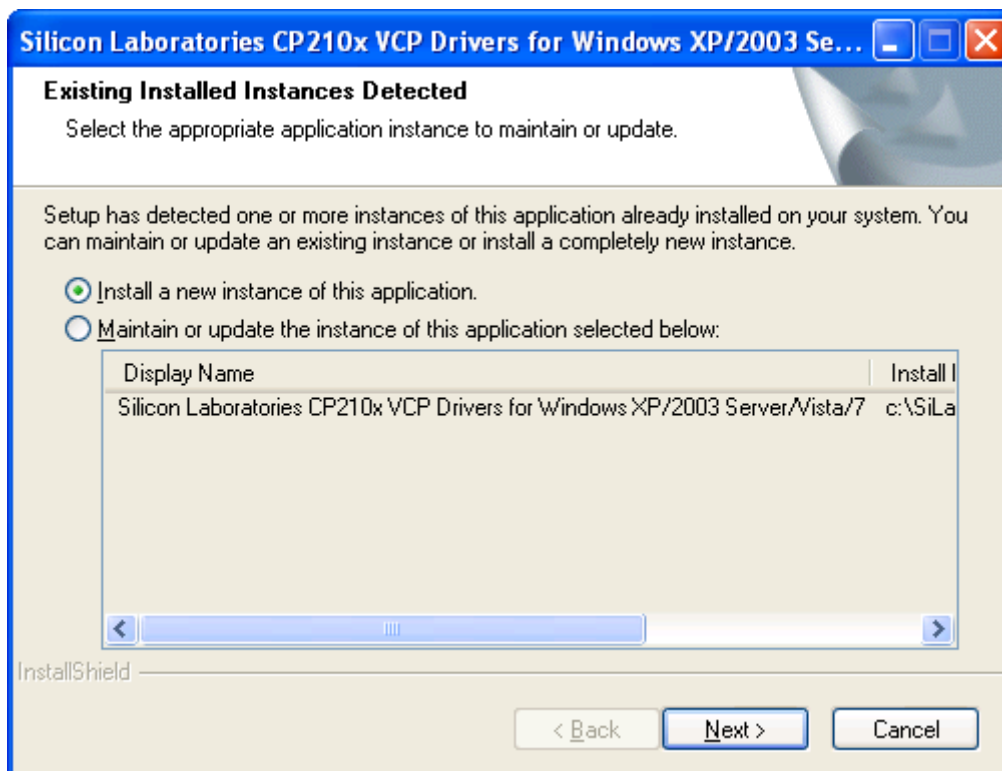 Silicon Laboratories CP210x VCP Drivers for Windows XP/2003 Se...
Existing Installed Instances Detected
Select the appropriate application instance to maintain or update.
Setup has detected one or more instances of this application already installed on your system. You
can maintain or update an existing instance or install a completely new instance.
Install a new instance of this application.
Maintain or update the instance of this application selected below:
Display Name Install l
Silicon Laboratories CP210x VCP Drivers for Windows XP/2003 Server/Vista/7 c:\SiLa
InstallShield
< Back Next > Cancel